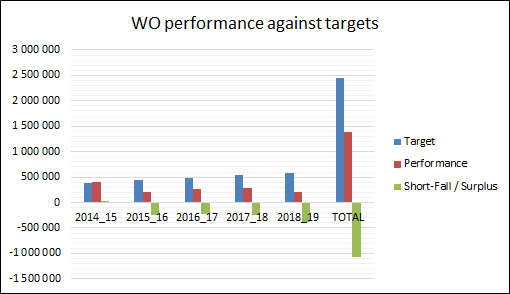 WO performance against targets
3 000 000
2 500 000
2 000 000
1 500 000
1 000 000
500 000
0
-500 000
-1 000 000
-1 500 000
2014_15 2015_16 2016_17 2017_18 2018_19 TOTAL
Target
Performance
Short-Fall / Surplus